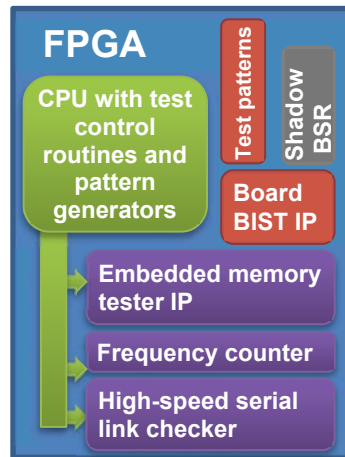 FPGA
CPU with test
control
routines and
pattern
generators
Test patterns
Shadow
BSR
Board
BIST IP
Embedded memory
tester IP
Frequency counter
High-speed serial
link checker